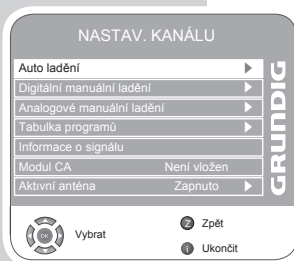 NASTAV. KANÁLU
Auto ladění
Digitální manuální ladění
Analogové manuální ladění
Tabulka programů
Informace o signálu
Modul CA Není vložen
Aktivní anténa Zapnuto
GRUNDIG
OK
Vybrat
Z Zpět
i Ukončit